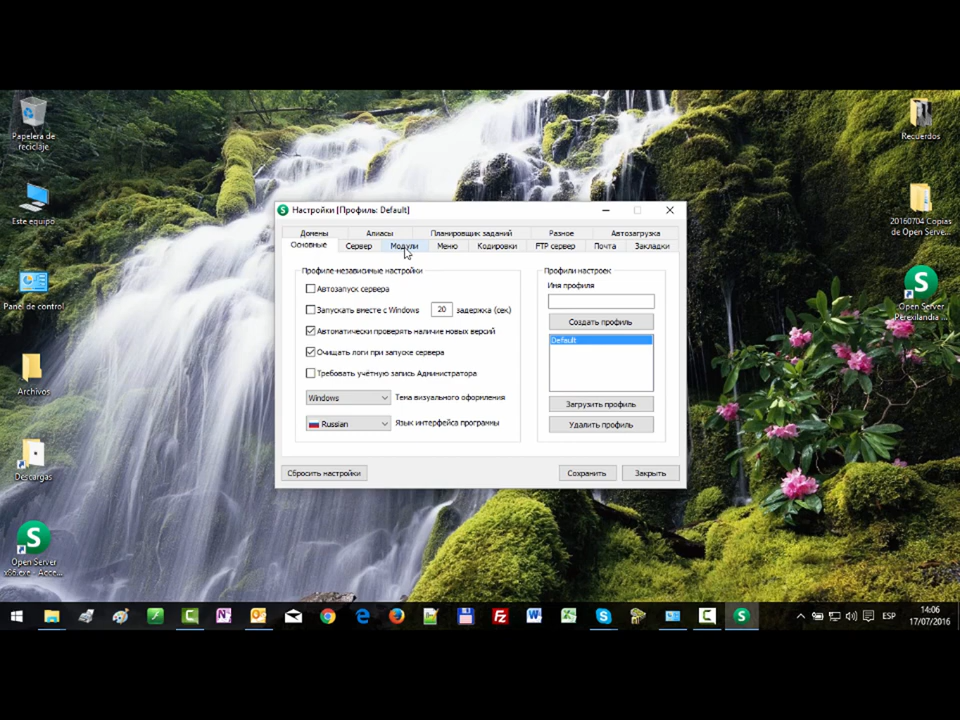 Papelera de
reciclaje
Este equipo
Panel de control
Archivos
Descargas
Open Server
x86.exe - Acce...
Recuerdos
20160704 Copias
de Open Serve...
Open Server
Perexilandia ...
Настройки [Профиль: Default]
Домены
Алиасы
Планировщик заданий
Разное
Автозагрузка
Основные
Сервер
Модули
Меню
Кодировки
FTP сервер
Почта
Закладки
Профиле-независимые настройки
Автозапуск сервера
Запускать вместе с Windows 20 задержка (сек)
Автоматически проверять наличие новых версий
Очищать логи при запуске сервера
Требовать учётную запись Администратора
Windows Тема визуального оформления
Russian Язык интерфейса программы
Профили настроек
Имя профиля
Создать профиль
Default
Загрузить профиль
Удалить профиль
Сбросить настройки
Сохранить
Закрыть
ESP
14:06
17/07/2016